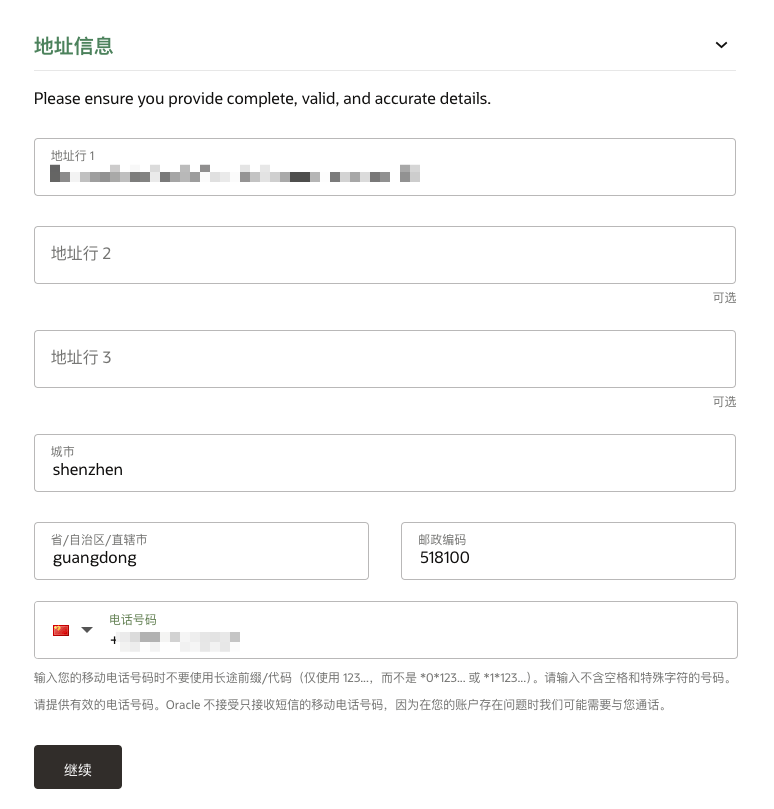 地址信息
Please ensure you provide complete, valid, and accurate details.
地址行 1
地址行 2
可选
地址行 3
可选
城市
shenzhen
省/自治区/直辖市
guangdong
邮政编码
518100
电话号码
+
输入您的移动电话号码时不要使用长途前缀/代码（仅使用 123...，而不是 *0*123... 或 *1*123...）。请输入不含空格和特殊字符的号码。
请提供有效的电话号码。Oracle 不接受只接收短信的移动电话号码，因为在您的账户存在问题时我们可能需要与您通话。
继续